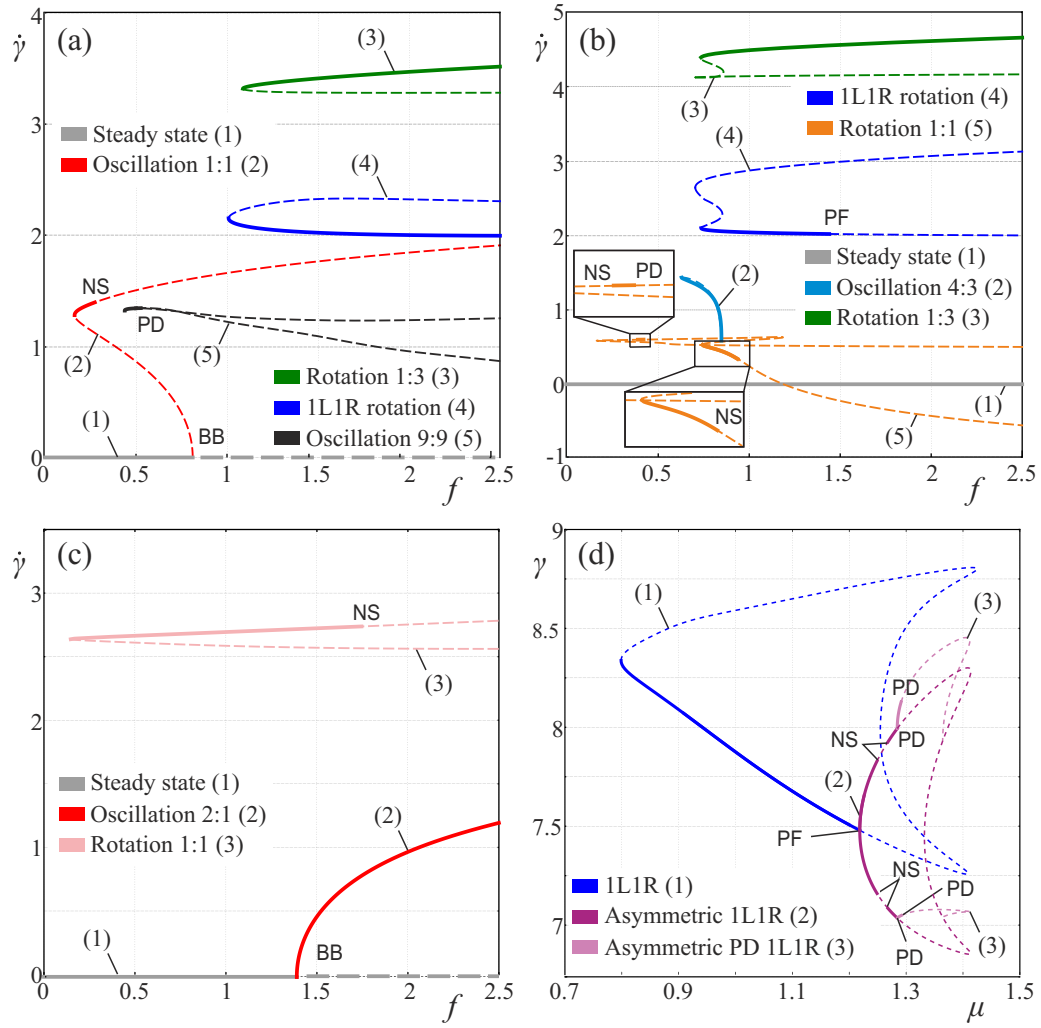 (a)
γ̇
4
3
2
1
0
0
0.5
1
1.5
2
2.5
f
(3)
Steady state (1)
Oscillation 1:1 (2)
(4)
NS
PD
(2)
(5)
(1)
BB
Rotation 1:3 (3)
1L1R rotation (4)
Oscillation 9:9 (5)
(b)
γ̇
5
4
3
2
1
0
-1
0
0.5
1
1.5
2
2.5
f
(3)
1L1R rotation (4)
Rotation 1:1 (5)
(4)
PF
NS
PD
(2)
Steady state (1)
Oscillation 4:3 (2)
Rotation 1:3 (3)
NS
(1)
(5)
(c)
γ̇
3
2
1
0
0
0.5
1
1.5
2
2.5
f
NS
(3)
Steady state (1)
Oscillation 2:1 (2)
Rotation 1:1 (3)
(2)
(1)
BB
(d)
γ
9
8.5
8
7.5
7
0.7
0.9
1.1
1.3
1.5
μ
(1)
(3)
PD
NS
PD
(2)
PF
NS
PD
PD
(3)
1L1R (1)
Asymmetric 1L1R (2)
Asymmetric PD 1L1R (3)